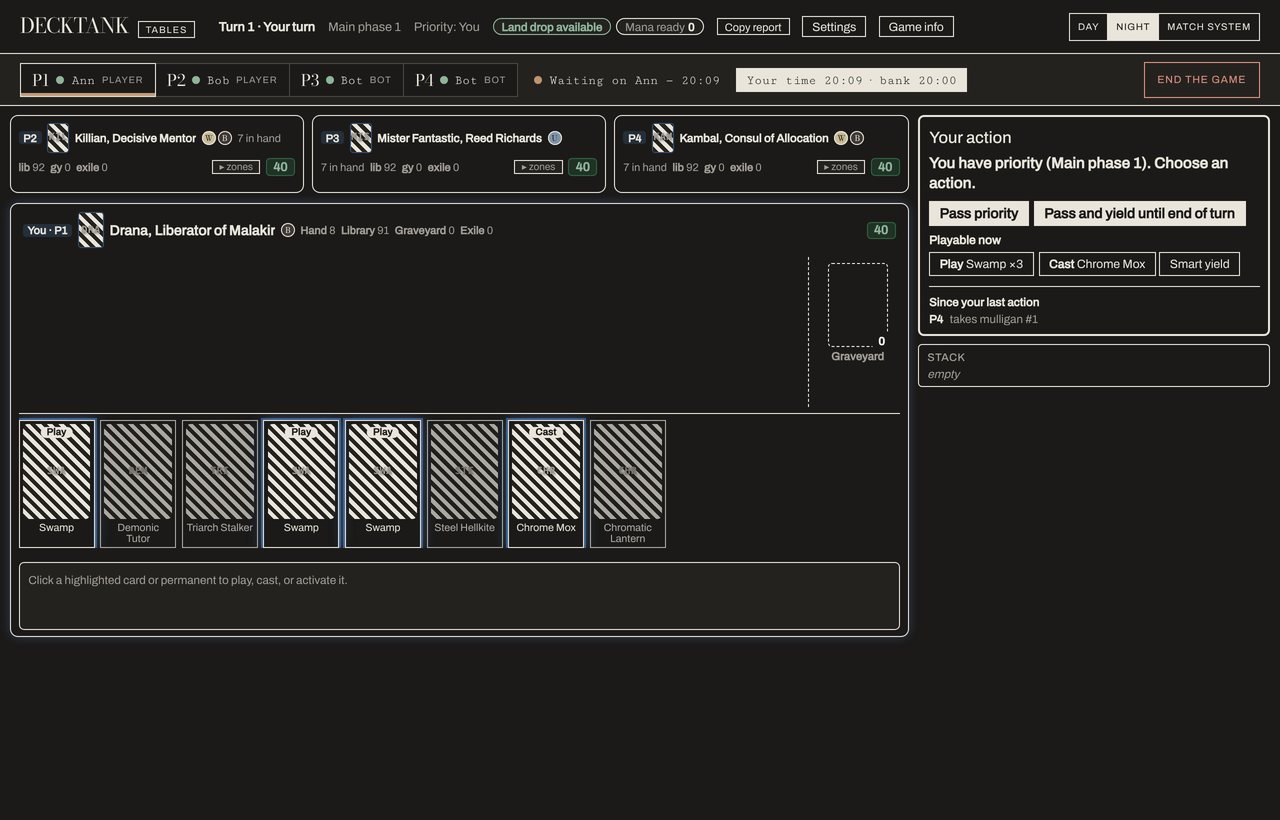 DECKTANK TABLES Turn 1 · Your turn Main phase 1 Priority: You Land drop available Mana ready 0 Copy report Settings Game info DAY NIGHT MATCH SYSTEM
P1 Ann PLAYER P2 Bob PLAYER P3 Bot BOT P4 Bot BOT Waiting on Ann — 20:09 Your time 20:09 · bank 20:00 END THE GAME
P2 Killian, Decisive Mentor W B 7 in hand
lib 92 gy 0 exile 0 ▸ zones 40
P3 Mister Fantastic, Reed Richards U
7 in hand lib 92 gy 0 exile 0 ▸ zones 40
P4 Kambal, Consul of Allocation W B
7 in hand lib 92 gy 0 exile 0 ▸ zones 40
You · P1 Drana, Liberator of Malakir B Hand 8 Library 91 Graveyard 0 Exile 0 40
0
Graveyard
Play
Swamp
Demonic
Tutor
Triarch Stalker
Play
Swamp
Play
Swamp
Steel Hellkite
Cast
Chrome Mox
Chromatic
Lantern
Click a highlighted card or permanent to play, cast, or activate it.
Your action
You have priority (Main phase 1). Choose an
action.
Pass priority Pass and yield until end of turn
Playable now
Play Swamp ×3 Cast Chrome Mox Smart yield
Since your last action
P4 takes mulligan #1
STACK
empty